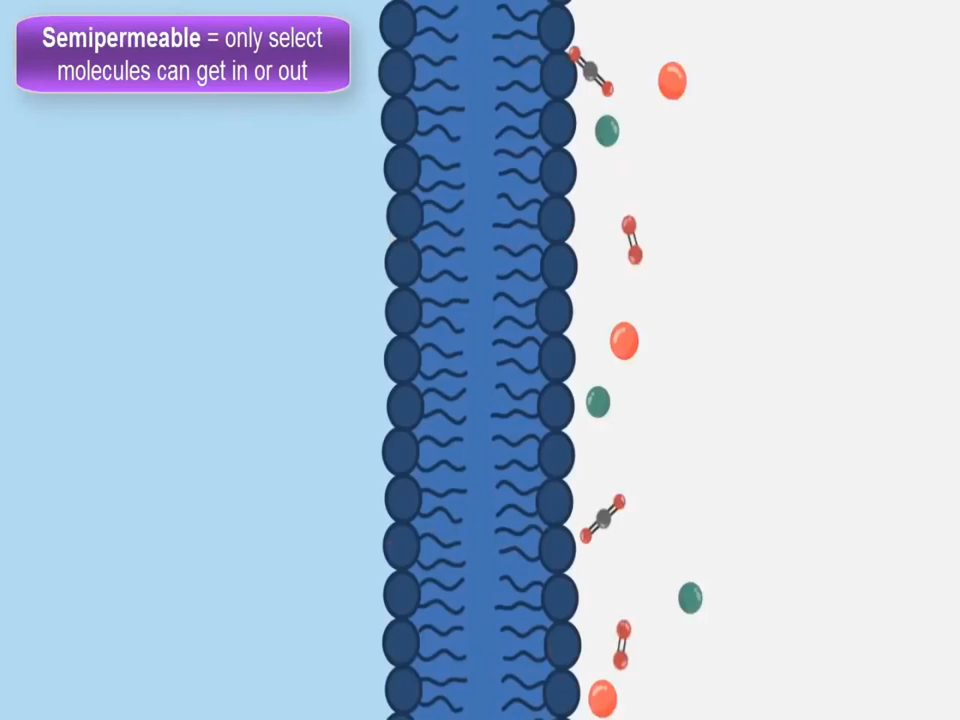 Semipermeable = only select
molecules can get in or out